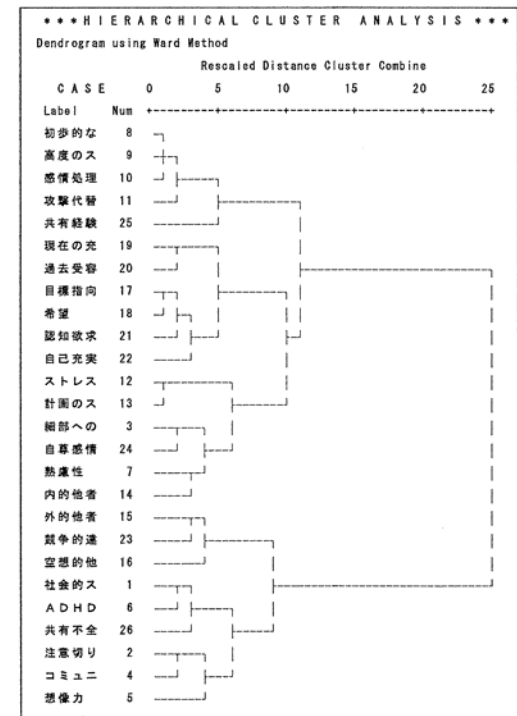 * * * H I E R A R C H I C A L  C L U S T E R  A N A L Y S I S * * *
Dendrogram using Ward Method
Rescaled Distance Cluster Combine
C A S E 0 5 10 15 20 25
Label Num
初歩的な 8
高度のス 9
感情処理 10
攻撃代替 11
共有経験 25
現在の充 19
過去受容 20
目標指向 17
希望 18
認知欲求 21
自己充実 22
ストレス 12
計画のス 13
細部への 3
自尊感情 24
熟慮性 7
内的他者 14
外的他者 15
競争的達 23
空想的他 16
社会的ス 1
ADHD 6
共有不全 26
注意切り 2
コミュニ 4
想像力 5